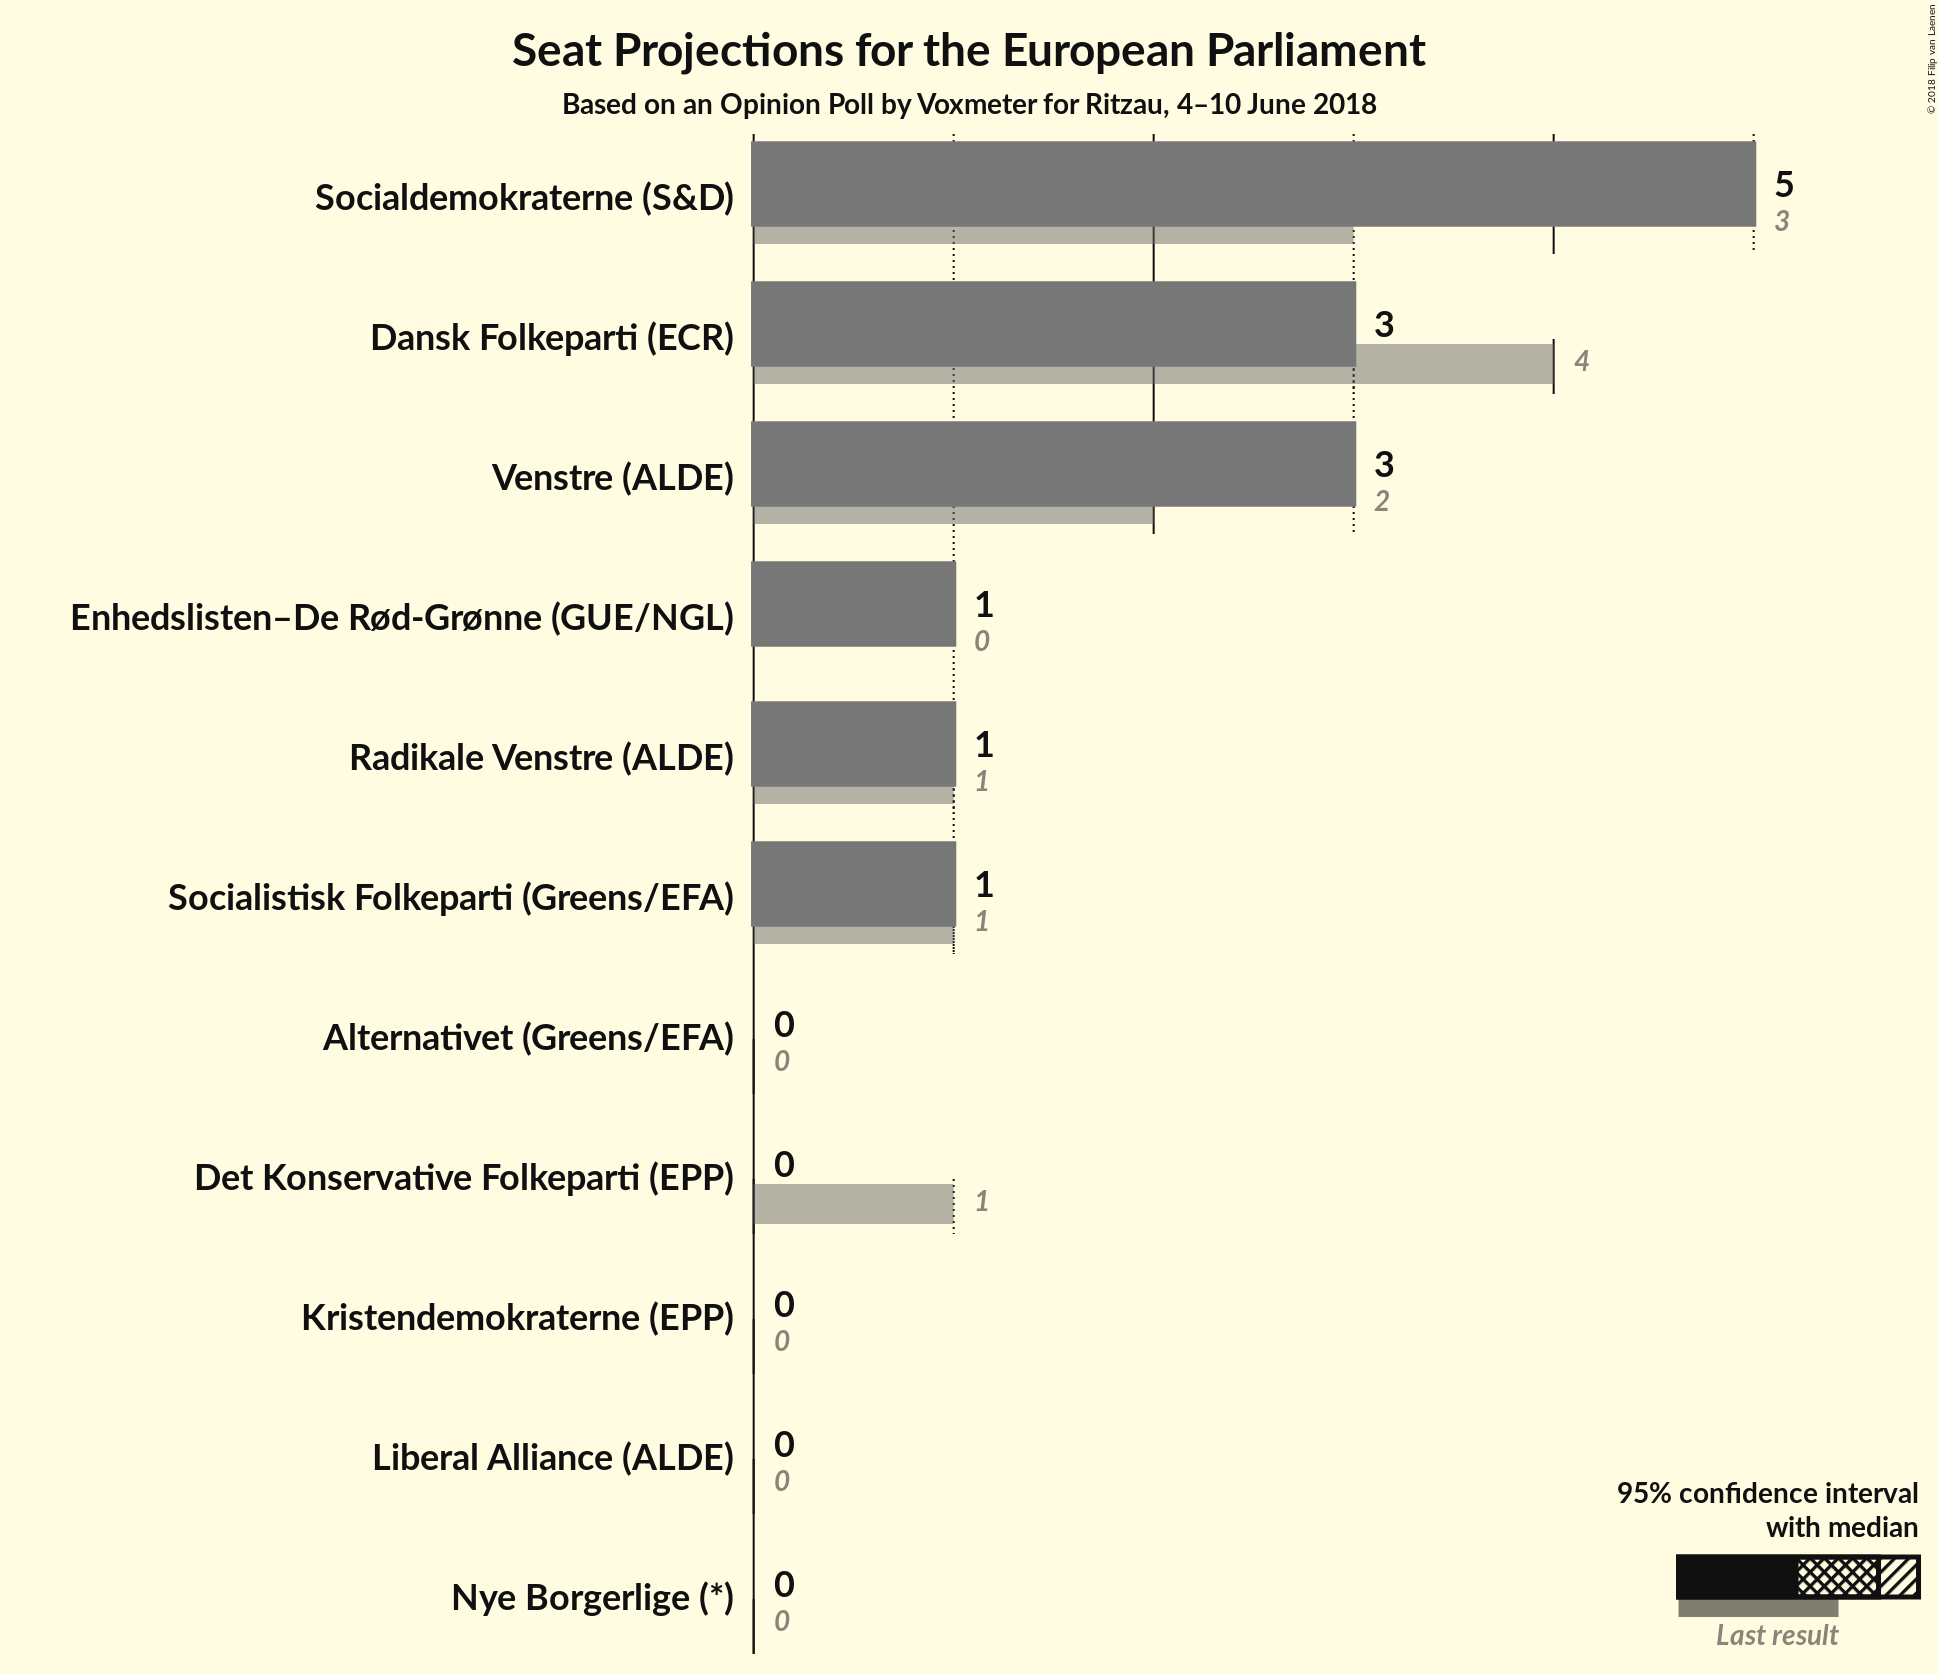 Seat Projections for the European Parliament
Based on an Opinion Poll by Voxmeter for Ritzau, 4–10 June 2018
© 2018 Filip van Laenen
Socialdemokraterne (S&D)
5
3
Dansk Folkeparti (ECR)
3
4
Venstre (ALDE)
3
2
Enhedslisten–De Rød-Grønne (GUE/NGL)
1
0
Radikale Venstre (ALDE)
1
1
Socialistisk Folkeparti (Greens/EFA)
1
1
Alternativet (Greens/EFA)
0
0
Det Konservative Folkeparti (EPP)
0
1
Kristendemokraterne (EPP)
0
0
Liberal Alliance (ALDE)
0
0
Nye Borgerlige (*)
0
0
95% confidence interval
with median
Last result